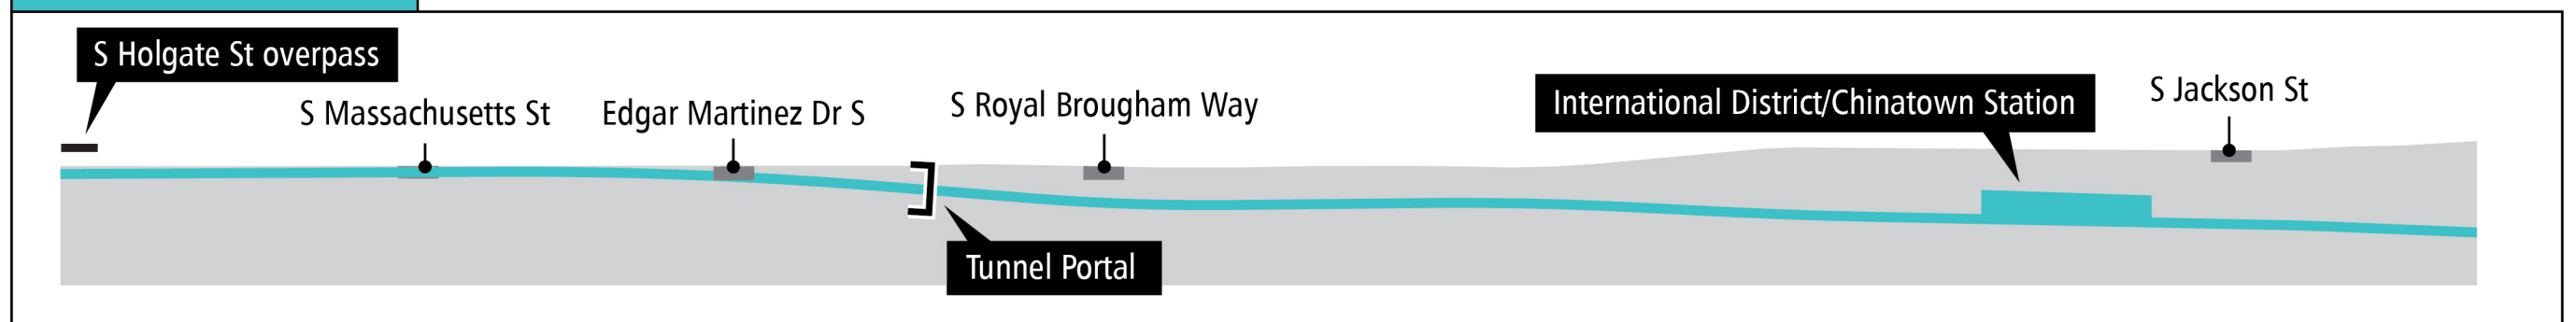 S Holgate St overpass
S Massachusetts St
Edgar Martinez Dr S
S Royal Brougham Way
International District/Chinatown Station
S Jackson St
Tunnel Portal